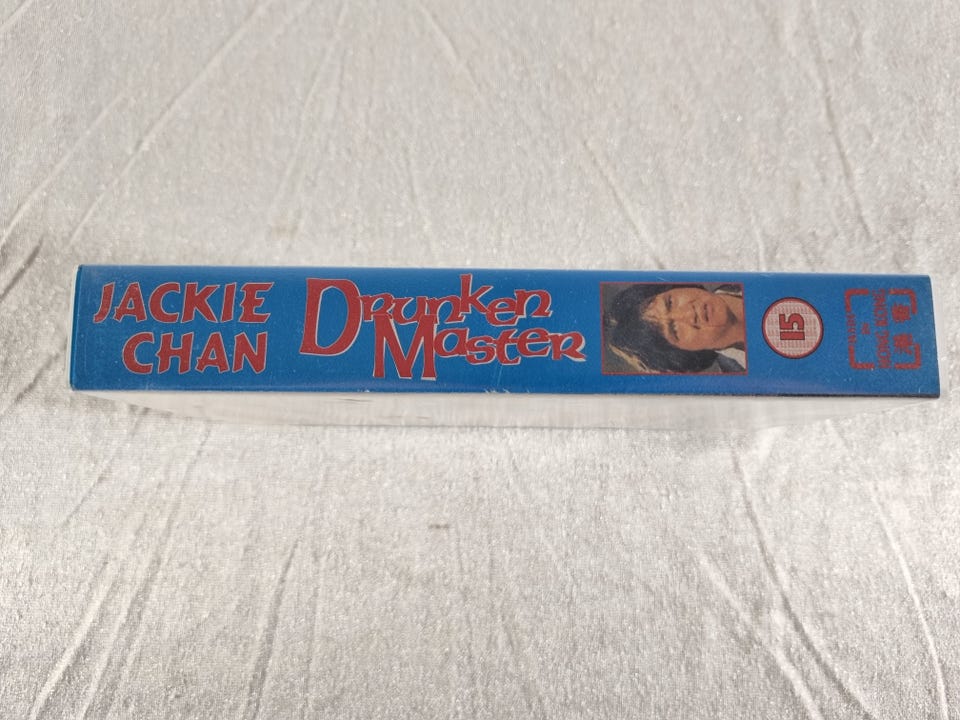 JACKIE
CHAN
Drunken
Master
15